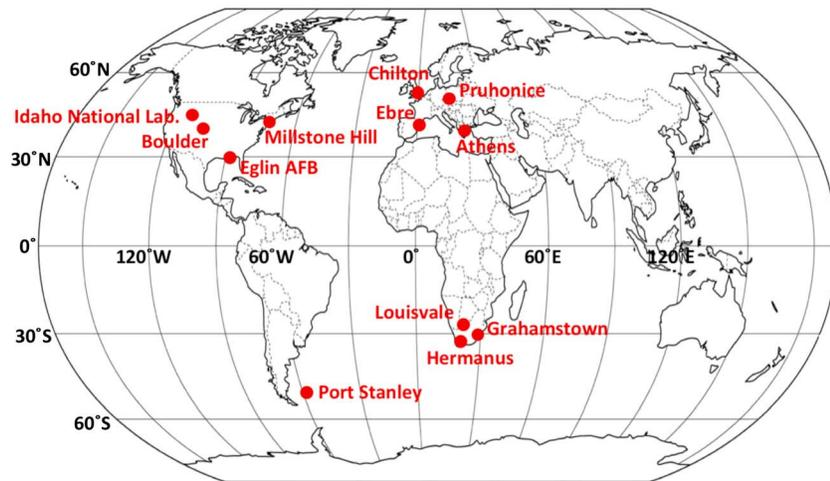 60˚N
Chilton
Pruhonice
Idaho National Lab.
Ebre
Boulder
Millstone Hill
Athens
30˚N
Eglin AFB
0˚
120˚W
60˚W
0˚
60˚E
120˚E
Louisvale
Grahamstown
30˚S
Hermanus
Port Stanley
60˚S